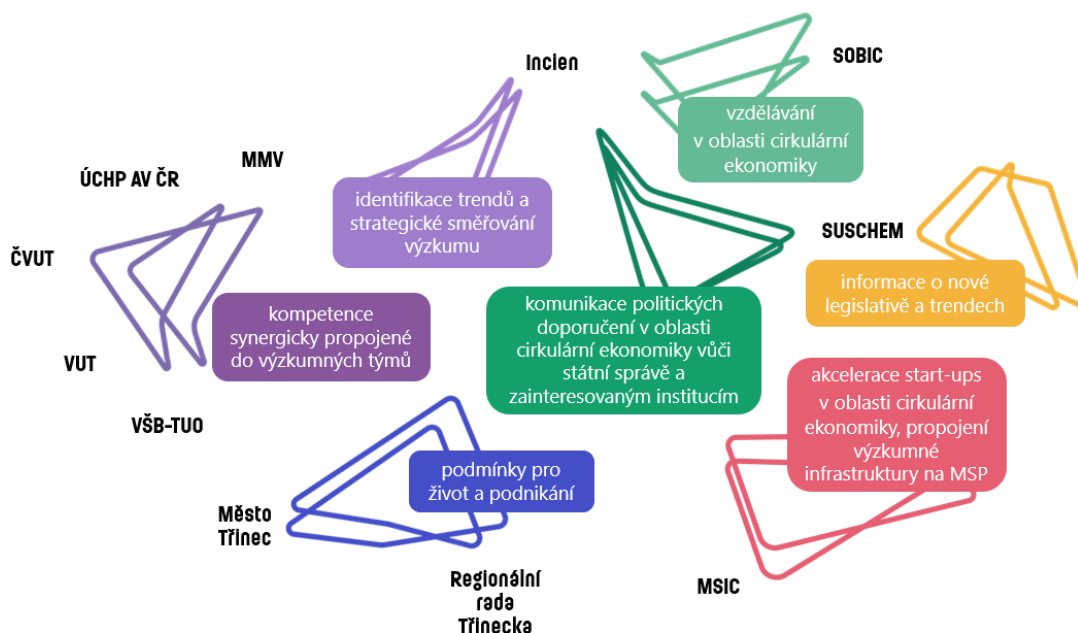 Incien
SOBIC
vzdělávání
v oblasti cirkulární
ekonomiky
MMV
ÚCHP AV ČR
identifikace trendů a
strategické směřování
výzkumu
ČVUT
SUSCHEM
informace o nové
legislativě a trendech
kompetence
synergicky propojené
do výzkumných týmů
komunikace politických
doporučení v oblasti
cirkulární ekonomiky vůči
státní správě a
zainteresovaným institucím
VUT
VŠB-TUO
akcelerace start-ups
v oblasti cirkulární
ekonomiky, propojení
výzkumné
infrastruktury na MSP
podmínky pro
život a podnikání
Město
Třinec
Regionální
rada
Třinecka
MSIC